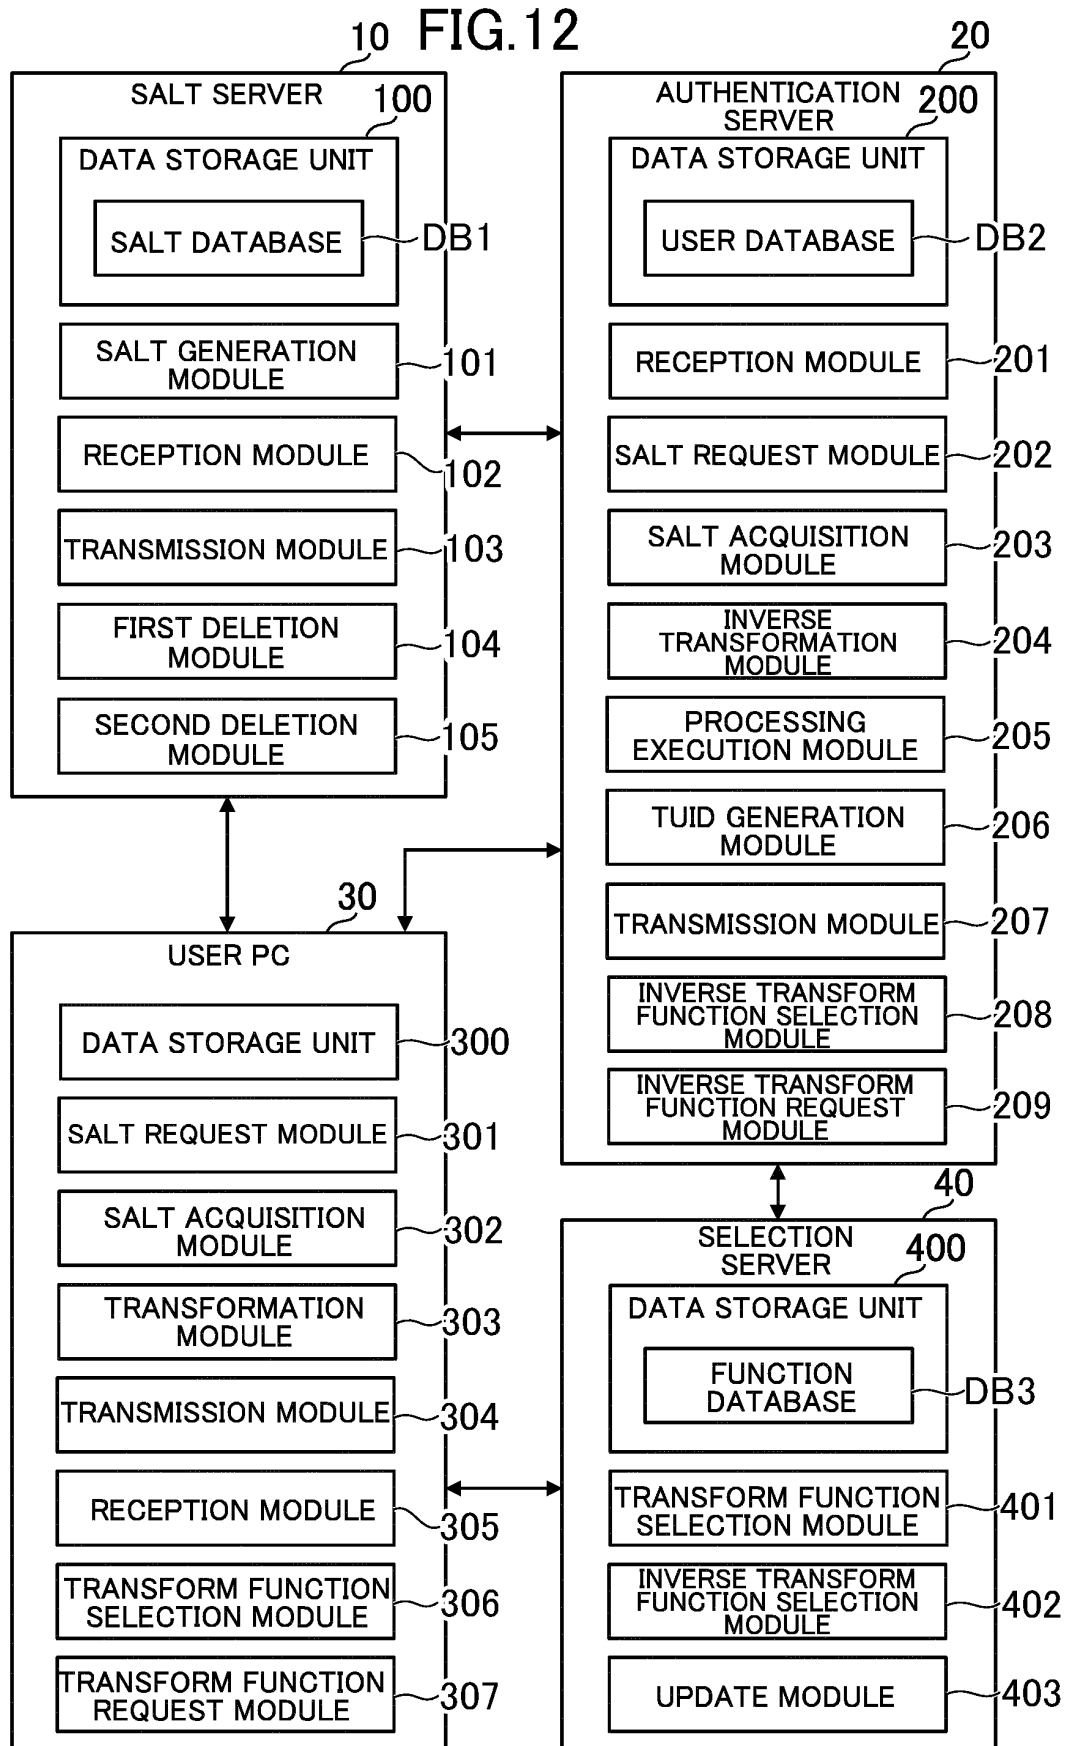 FIG.12
10
SALT SERVER
100
DATA STORAGE UNIT
SALT DATABASE
DB1
SALT GENERATION
MODULE
101
RECEPTION MODULE
102
TRANSMISSION MODULE
103
FIRST DELETION
MODULE
104
SECOND DELETION
MODULE
105
20
AUTHENTICATION
SERVER
200
DATA STORAGE UNIT
USER DATABASE
DB2
RECEPTION MODULE
201
SALT REQUEST MODULE
202
SALT ACQUISITION
MODULE
203
INVERSE
TRANSFORMATION
MODULE
204
PROCESSING
EXECUTION MODULE
205
TUID GENERATION
MODULE
206
TRANSMISSION MODULE
207
INVERSE TRANSFORM
FUNCTION SELECTION
MODULE
208
INVERSE TRANSFORM
FUNCTION REQUEST
MODULE
209
30
USER PC
DATA STORAGE UNIT
300
SALT REQUEST MODULE
301
SALT ACQUISITION
MODULE
302
TRANSFORMATION
MODULE
303
TRANSMISSION MODULE
304
RECEPTION MODULE
305
TRANSFORM FUNCTION
SELECTION MODULE
306
TRANSFORM FUNCTION
REQUEST MODULE
307
40
SELECTION
SERVER
400
DATA STORAGE UNIT
FUNCTION
DATABASE
DB3
TRANSFORM FUNCTION
SELECTION MODULE
401
INVERSE TRANSFORM
FUNCTION SELECTION
MODULE
402
UPDATE MODULE
403